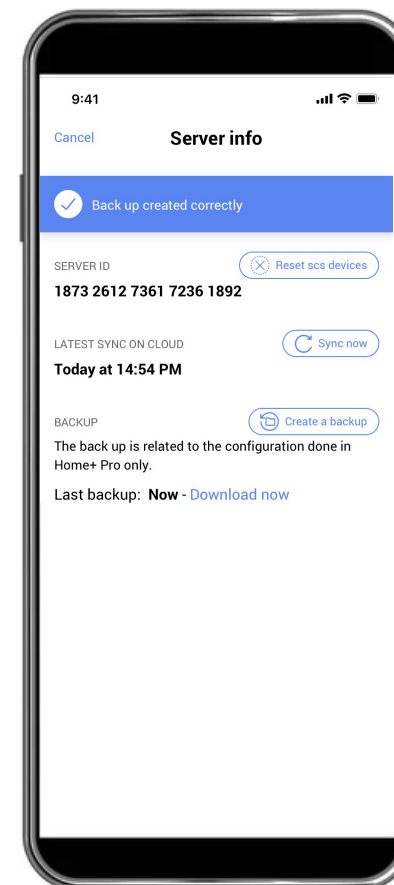 9:41
Cancel
Server info
Back up created correctly
SERVER ID
Reset scs devices
1873 2612 7361 7236 1892
LATEST SYNC ON CLOUD
Sync now
Today at 14:54 PM
BACKUP
Create a backup
The back up is related to the configuration done in
Home+ Pro only.
Last backup: Now - Download now